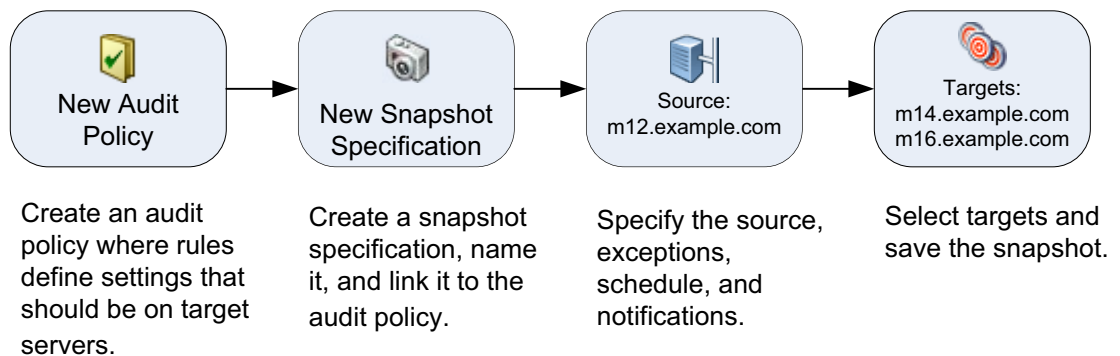 New Audit
Policy
New Snapshot
Specification
Source:
m12.example.com
Targets:
m14.example.com
m16.example.com
Create an audit
policy where rules
define settings that
should be on target
servers.
Create a snapshot
specification, name
it, and link it to the
audit policy.
Specify the source,
exceptions,
schedule, and
notifications.
Select targets and
save the snapshot.